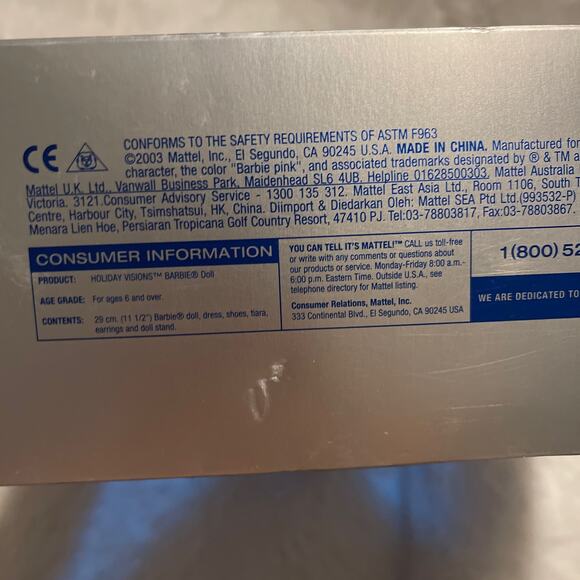 CE
CONFORMS TO THE SAFETY REQUIREMENTS OF ASTM F963
©2003 Mattel, Inc., El Segundo, CA 90245 U.S.A. MADE IN CHINA. Manufactured for
character, the color "Barbie pink", and associated trademarks designated by ® & TM a
Mattel U.K. Ltd., Vanwall Business Park, Maidenhead SL6 4UB. Helpline 01628500303. Mattel Australia
Victoria. 3121.Consumer Advisory Service - 1300 135 312. Mattel East Asia Ltd., Room 1106, South T
Centre, Harbour City, Tsimshatsui, HK, China. Diimport & Diedarkan Oleh: Mattel SEA Ptd Ltd.(993532-P)
Menara Lien Hoe, Persiaran Tropicana Golf Country Resort, 47410 PJ. Tel:03-78803817, Fax:03-78803867.
CONSUMER INFORMATION
PRODUCT: HOLIDAY VISIONS™ BARBIE® Doll
AGE GRADE: For ages 6 and over.
CONTENTS: 29 cm. (11 1/2") Barbie® doll, dress, shoes, tiara,
earrings and doll stand.
YOU CAN TELL IT'S MATTEL!™ CALL us toll-free
or write with any comments or questions about
our products or service. Monday-Friday 8:00 a.m.-
6:00 p.m. Eastern Time. Outside U.S.A., see
telephone directory for Mattel listing.
Consumer Relations, Mattel, Inc.
333 Continental Blvd., El Segundo, CA 90245 USA
1(800) 52
WE ARE DEDICATED TO